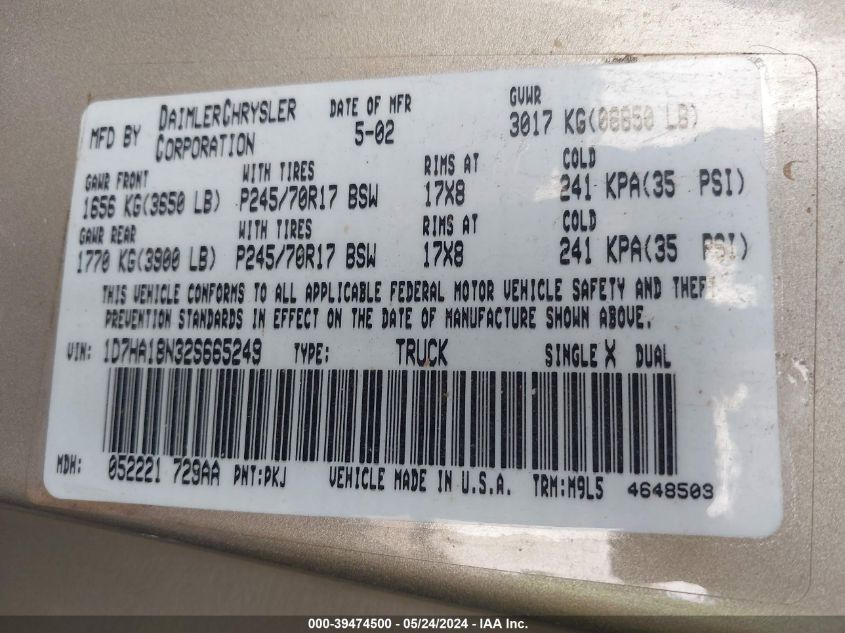 MFD BY DAIMLERCHRYSLER CORPORATION DATE OF MFR 5-02 GVWR 3017 KG(06650 LB)
GAWR FRONT WITH TIRES RIMS AT COLD
1656 KG(3650 LB) P245/70R17 BSW 17X8 241 KPA(35 PSI)
GAWR REAR WITH TIRES RIMS AT COLD
1770 KG(3900 LB) P245/70R17 BSW 17X8 241 KPA(35 PSI)
THIS VEHICLE CONFORMS TO ALL APPLICABLE FEDERAL MOTOR VEHICLE SAFETY AND THEFT
PREVENTION STANDARDS IN EFFECT ON THE DATE OF MANUFACTURE SHOWN ABOVE.
VIN: 1D7HA18N32S665249 TYPE: TRUCK SINGLE X DUAL
MDH: 052221 729AA PNT:PKJ VEHICLE MADE IN U.S.A. TRM:M9L5 4648503
000-39474500 - 05/24/2024 - IAA Inc.